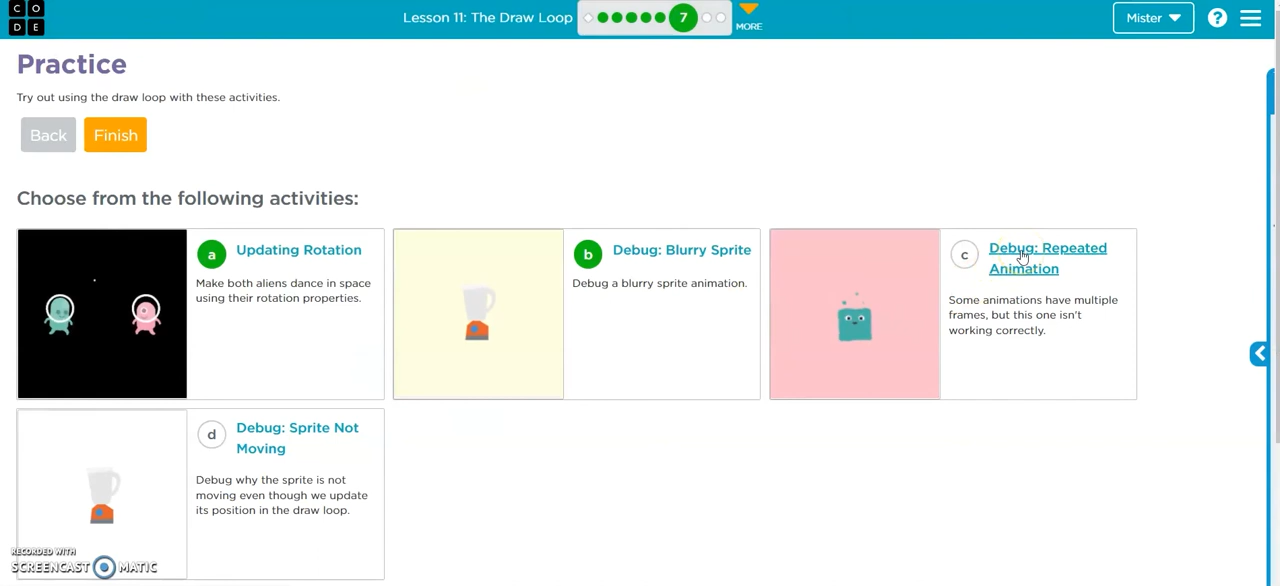 C O
D E
Lesson 11: The Draw Loop
7
MORE
Mister
?
Practice
Try out using the draw loop with these activities.
Back
Finish
Choose from the following activities:
a
Updating Rotation
Make both aliens dance in space
using their rotation properties.
b
Debug: Blurry Sprite
Debug a blurry sprite animation.
c
Debug: Repeated
Animation
Some animations have multiple
frames, but this one isn't
working correctly.
d
Debug: Sprite Not
Moving
Debug why the sprite is not
moving even though we update
its position in the draw loop.
RECORDED WITH
SCREENCAST MATIC